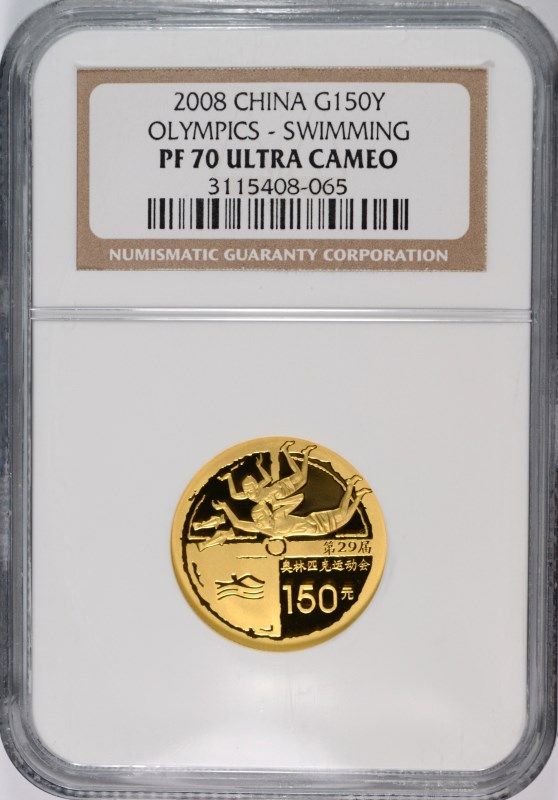 2008 CHINA G150Y
OLYMPICS - SWIMMING
PF 70 ULTRA CAMEO
3115408-065
NUMISMATIC GUARANTY CORPORATION
第29届
奥林匹克运动会
150元